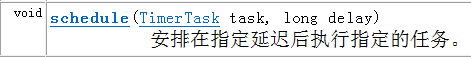 void schedule(TimerTask task, long delay)
安排在指定延迟后执行指定的任务。